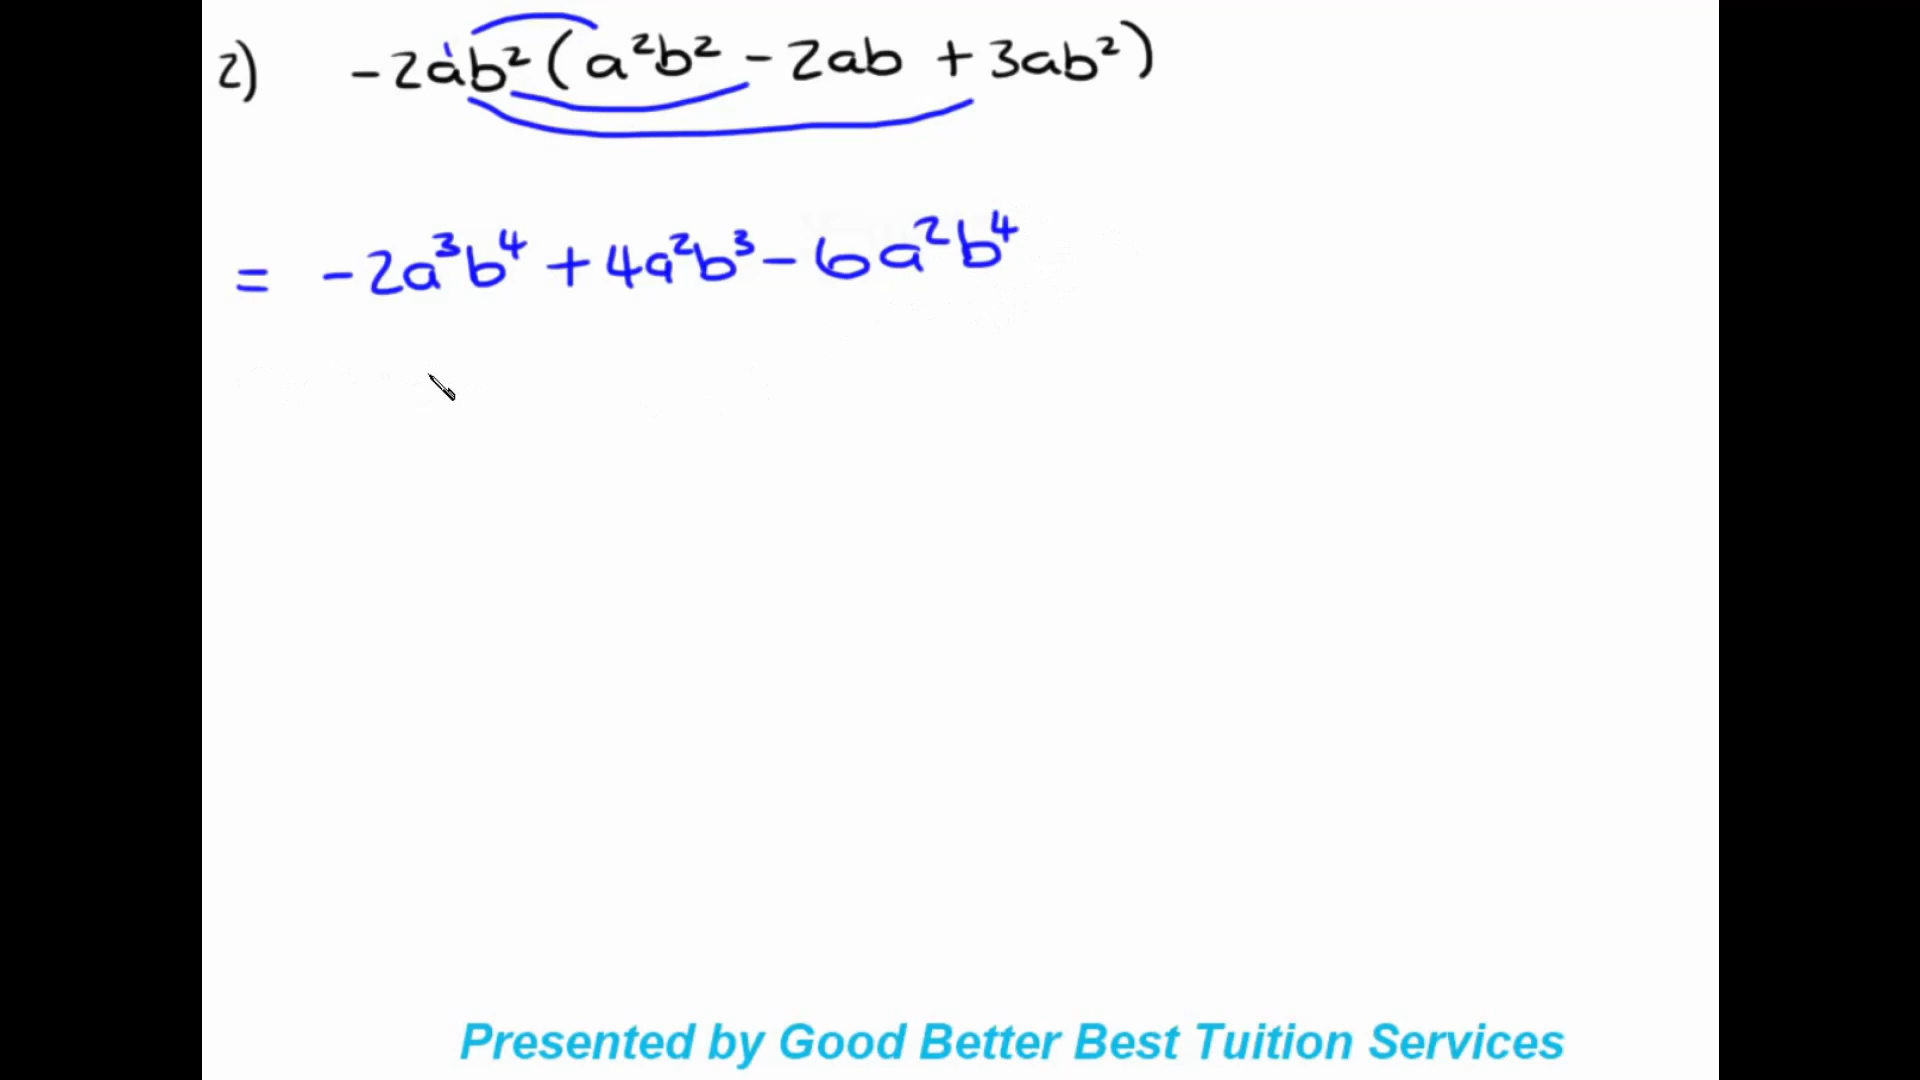 2) -2ab²(a²b² - 2ab + 3ab²)
= -2a³b⁴ + 4a²b³ - 6a²b⁴
Presented by Good Better Best Tuition Services